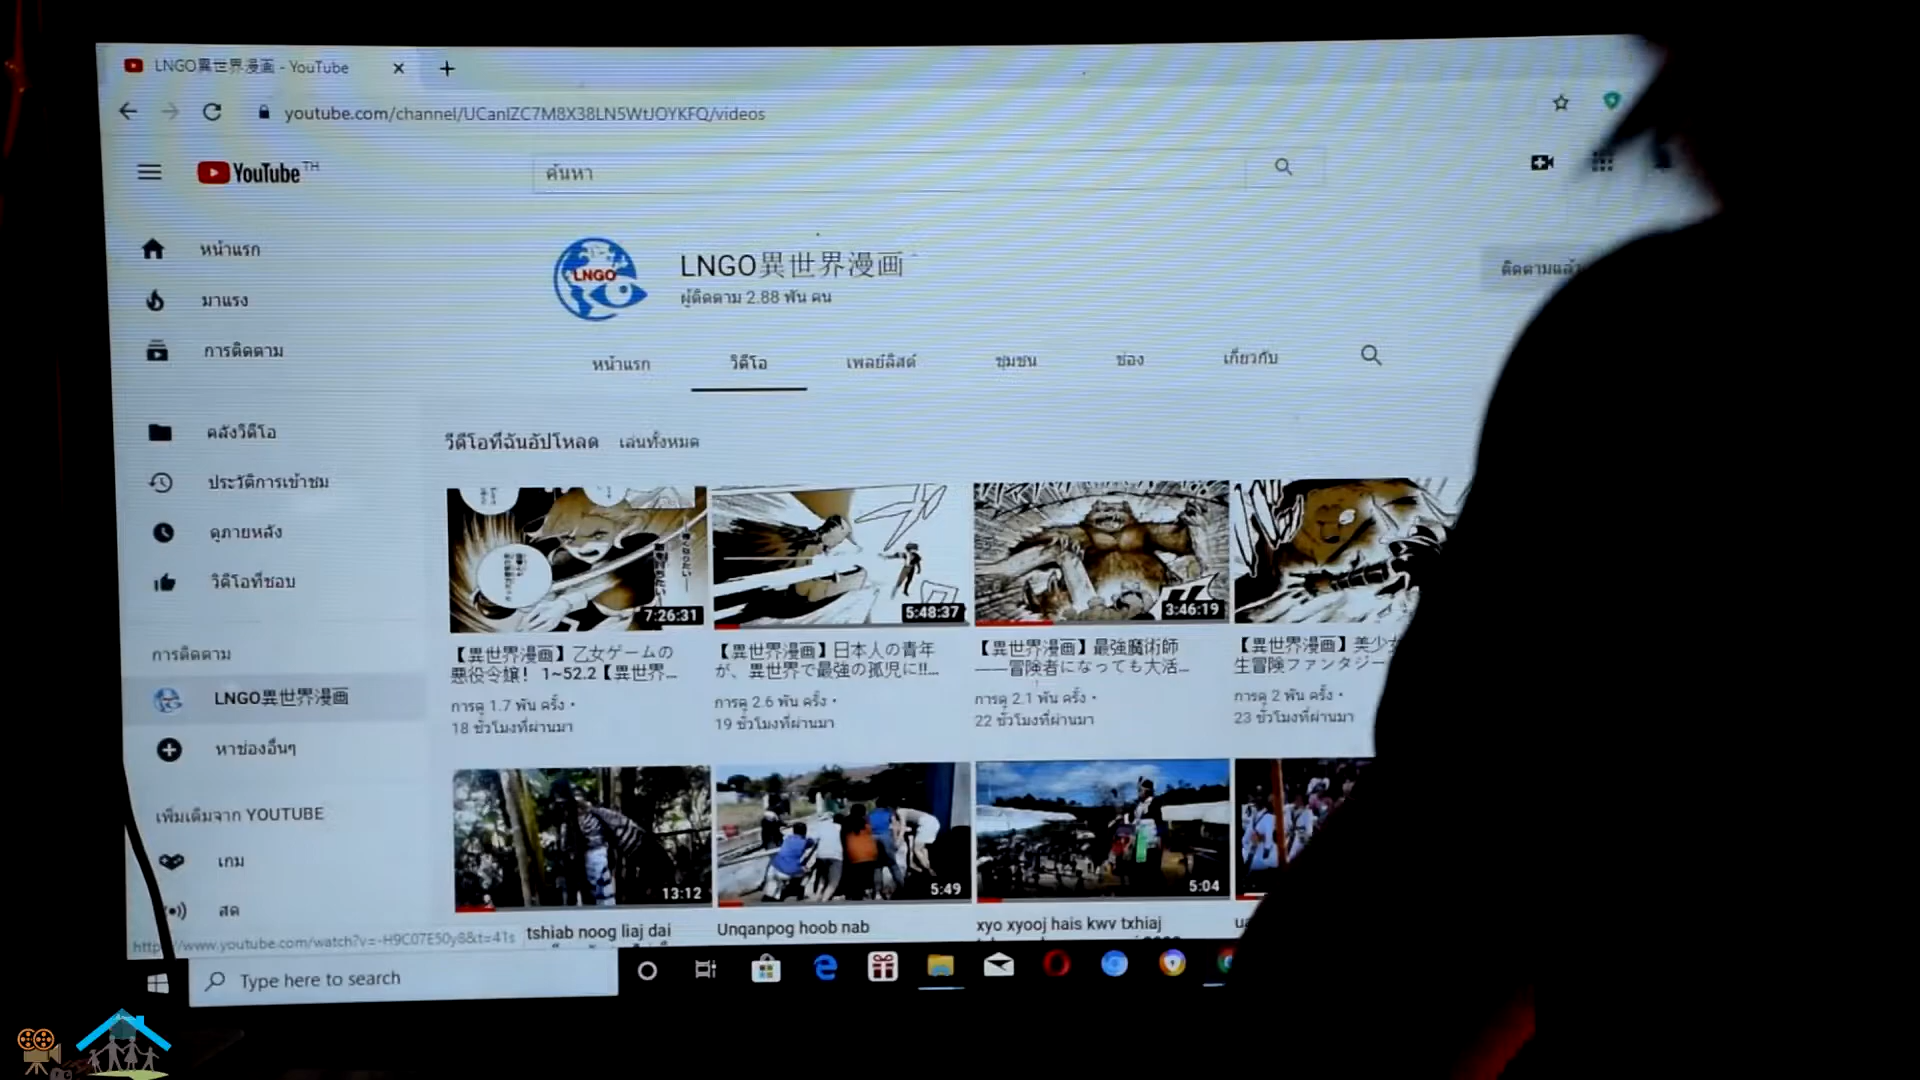 LNGO異世界漫画 - YouTube
youtube.com/channel/UCanIZC7M8X38LN5WtJOYKFQ/videos
YouTube TH
ค้นหา
หน้าแรก
มาแรง
การติดตาม
คลังวิดีโอ
ประวัติการเข้าชม
ดูภายหลัง
วิดีโอที่ชอบ
การติดตาม
LNGO異世界漫画
หาช่องอื่นๆ
เพิ่มเติมจาก YOUTUBE
เกม
สด
LNGO
LNGO異世界漫画
ผู้ติดตาม 2.88 พัน คน
ติดตามแล้ว
หน้าแรก วิดีโอ เพลย์ลิสต์ ชุมชน ช่อง เกี่ยวกับ
วิดีโอที่ฉันอัปโหลด เล่นทั้งหมด
7:26:31
【異世界漫画】乙女ゲームの
悪役令嬢！ 1~52.2【異世界...
การดู 1.7 พัน ครั้ง •
18 ชั่วโมงที่ผ่านมา
5:48:37
【異世界漫画】日本人の青年
が、異世界で最強の孤児に!!...
การดู 2.6 พัน ครั้ง •
19 ชั่วโมงที่ผ่านมา
3:46:19
【異世界漫画】最強魔術師
――冒険者になっても大活...
การดู 2.1 พัน ครั้ง •
22 ชั่วโมงที่ผ่านมา
【異世界漫画】美少女
生冒険ファンタジー
การดู 2 พัน ครั้ง •
23 ชั่วโมงที่ผ่านมา
13:12
tshiab noog liaj dai
5:49
Unqanpog hoob nab
5:04
xyo xyooj hais kwv txhiaj
https://www.youtube.com/watch?v=-H9C07E50y8&t=41s
Type here to search